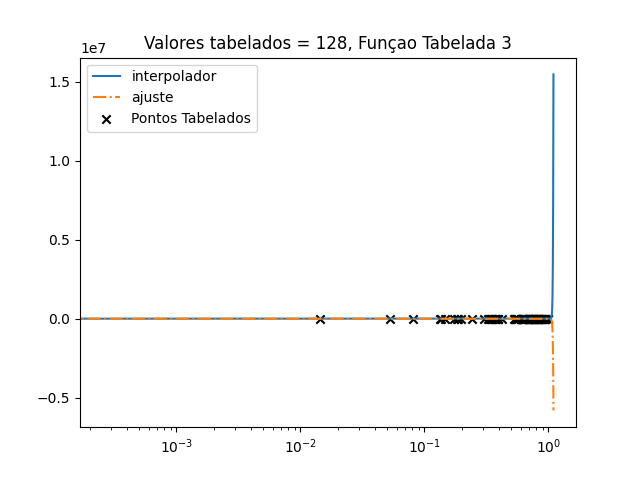 Valores tabelados = 128, Funçao Tabelada 3
1e7
interpolador
ajuste
Pontos Tabelados
1.5
1.0
0.5
0.0
−0.5
10⁻³ 10⁻² 10⁻¹ 10⁰